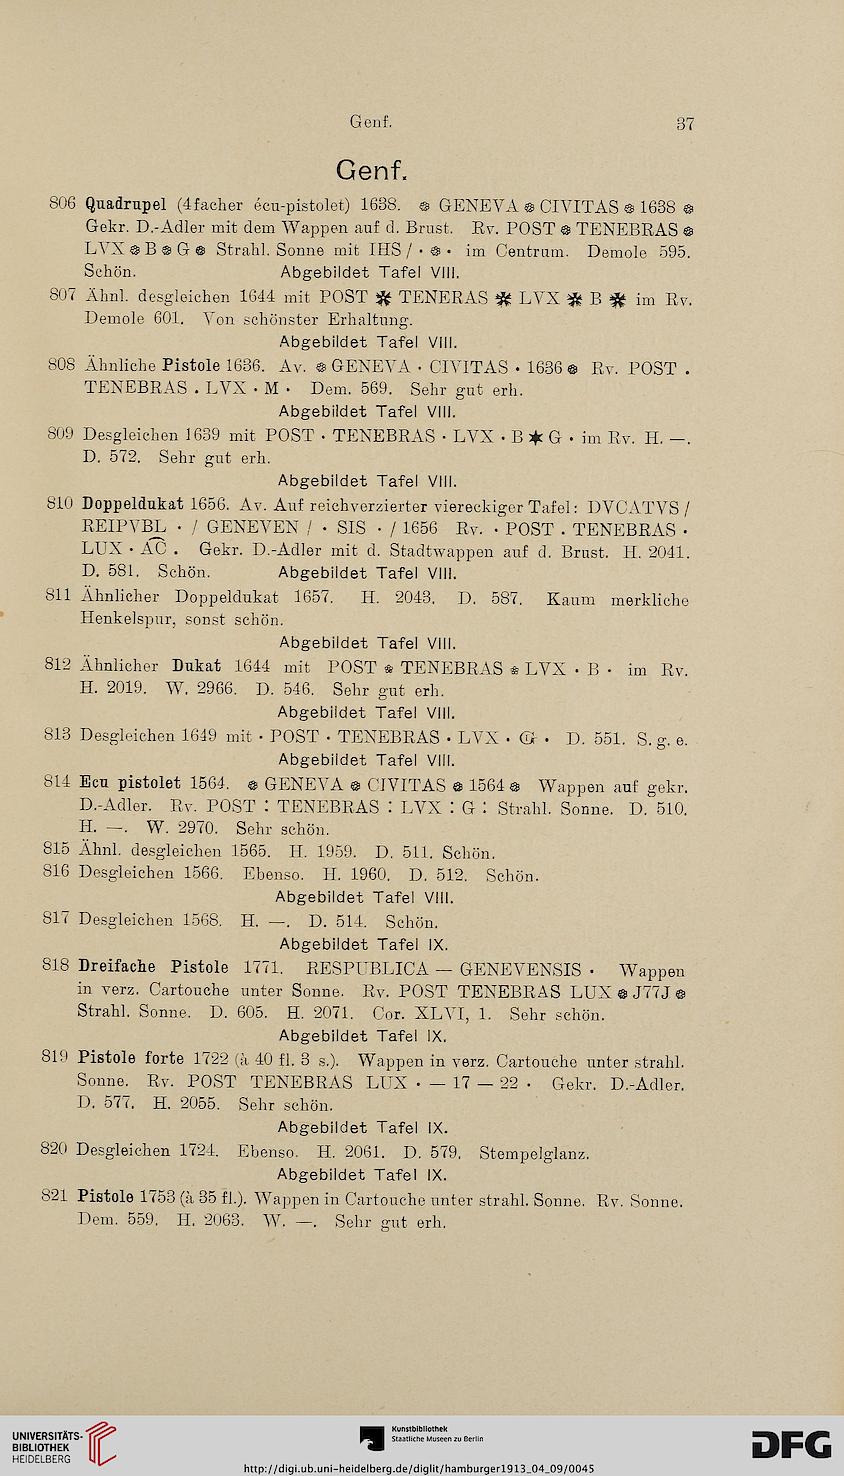 Genf. 37
Genf.
806 Quadrupel (4facher écu-pistolet) 1638. ❁ GENEVA ❁ CIVITAS ❁ 1638 ❁
Gekr. D.-Adler mit dem Wappen auf d. Brust. Rv. POST ❁ TENEBRAS ❁
LVX ❁ B ❁ G ❁ Strahl. Sonne mit IHS / · ❁ · im Centrum. Demole 595.
Schön. Abgebildet Tafel VIII.
807 Ähnl. desgleichen 1644 mit POST ✽ TENERAS ✽ LVX ✽ B ✽ im Rv.
Demole 601. Von schönster Erhaltung.
Abgebildet Tafel VIII.
808 Ähnliche Pistole 1636. Av. ❁ GENEVA · CIVITAS · 1636 ❁ Rv. POST .
TENEBRAS . LVX · M · Dem. 569. Sehr gut erh.
Abgebildet Tafel VIII.
809 Desgleichen 1639 mit POST · TENEBRAS · LVX · B ✶ G · im Rv. H. —.
D. 572. Sehr gut erh.
Abgebildet Tafel VIII.
810 Doppeldukat 1656. Av. Auf reichverzierter viereckiger Tafel: DVCATVS /
REIPVBL · / GENEVEN / · SIS · / 1656 Rv. · POST . TENEBRAS ·
LUX · AC . Gekr. D.-Adler mit d. Stadtwappen auf d. Brust. H. 2041.
D. 581. Schön. Abgebildet Tafel VIII.
811 Ähnlicher Doppeldukat 1657. H. 2043. D. 587. Kaum merkliche
Henkelspur, sonst schön.
Abgebildet Tafel VIII.
812 Ähnlicher Dukat 1644 mit POST ❁ TENEBRAS ❁ LVX · B · im Rv.
H. 2019. W. 2966. D. 546. Sehr gut erh.
Abgebildet Tafel VIII.
813 Desgleichen 1649 mit · POST · TENEBRAS · LVX · G · D. 551. S. g. e.
Abgebildet Tafel VIII.
814 Ecu pistolet 1564. ❁ GENEVA ❁ CIVITAS ❁ 1564 ❁ Wappen auf gekr.
D.-Adler. Rv. POST : TENEBRAS : LVX : G : Strahl. Sonne. D. 510.
H. —. W. 2970. Sehr schön.
815 Ähnl. desgleichen 1565. H. 1959. D. 511. Schön.
816 Desgleichen 1566. Ebenso. H. 1960. D. 512. Schön.
Abgebildet Tafel VIII.
817 Desgleichen 1568. H. —. D. 514. Schön.
Abgebildet Tafel IX.
818 Dreifache Pistole 1771. RESPUBLICA — GENEVENSIS · Wappen
in verz. Cartouche unter Sonne. Rv. POST TENEBRAS LUX ❁ J77J ❁
Strahl. Sonne. D. 605. H. 2071. Cor. XLVI, 1. Sehr schön.
Abgebildet Tafel IX.
819 Pistole forte 1722 (à 40 fl. 3 s.). Wappen in verz. Cartouche unter strahl.
Sonne. Rv. POST TENEBRAS LUX · — 17 — 22 · Gekr. D.-Adler.
D. 577. H. 2055. Sehr schön.
Abgebildet Tafel IX.
820 Desgleichen 1724. Ebenso. H. 2061. D. 579. Stempelglanz.
Abgebildet Tafel IX.
821 Pistole 1753 (à 35 fl.). Wappen in Cartouche unter strahl. Sonne. Rv. Sonne.
Dem. 559. H. 2063. W. —. Sehr gut erh.
UNIVERSITÄTS-
BIBLIOTHEK
HEIDELBERG
Kunstbibliothek
Staatliche Museen zu Berlin
DFG
http://digi.ub.uni-heidelberg.de/diglit/hamburger1913_04_09/0045